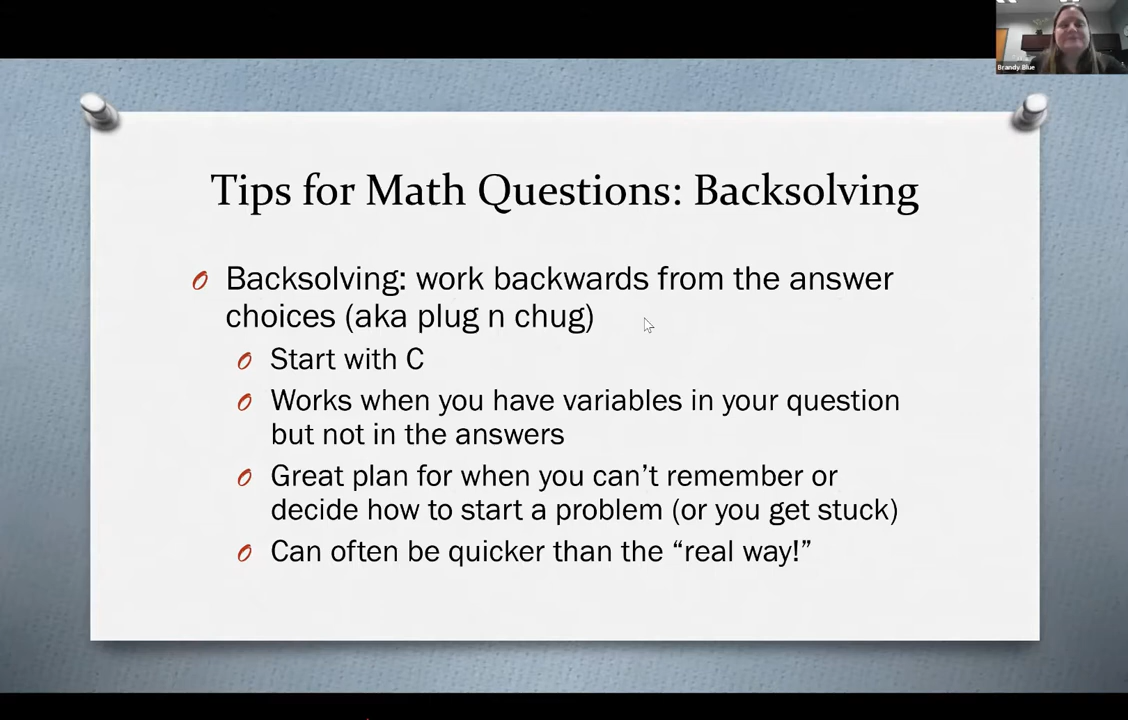 Brandy Blue
Tips for Math Questions: Backsolving
Backsolving: work backwards from the answer
choices (aka plug n chug)
Start with C
Works when you have variables in your question
but not in the answers
Great plan for when you can’t remember or
decide how to start a problem (or you get stuck)
Can often be quicker than the “real way!”